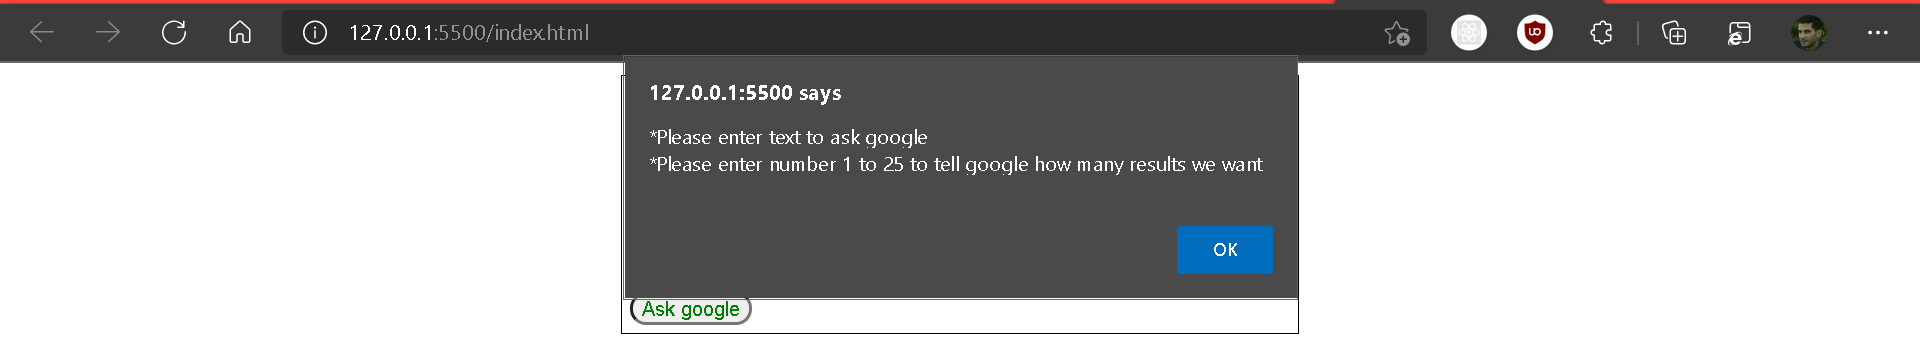 127.0.0.1:5500/index.html
127.0.0.1:5500 says
*Please enter text to ask google
*Please enter number 1 to 25 to tell google how many results we want
OK
Ask google